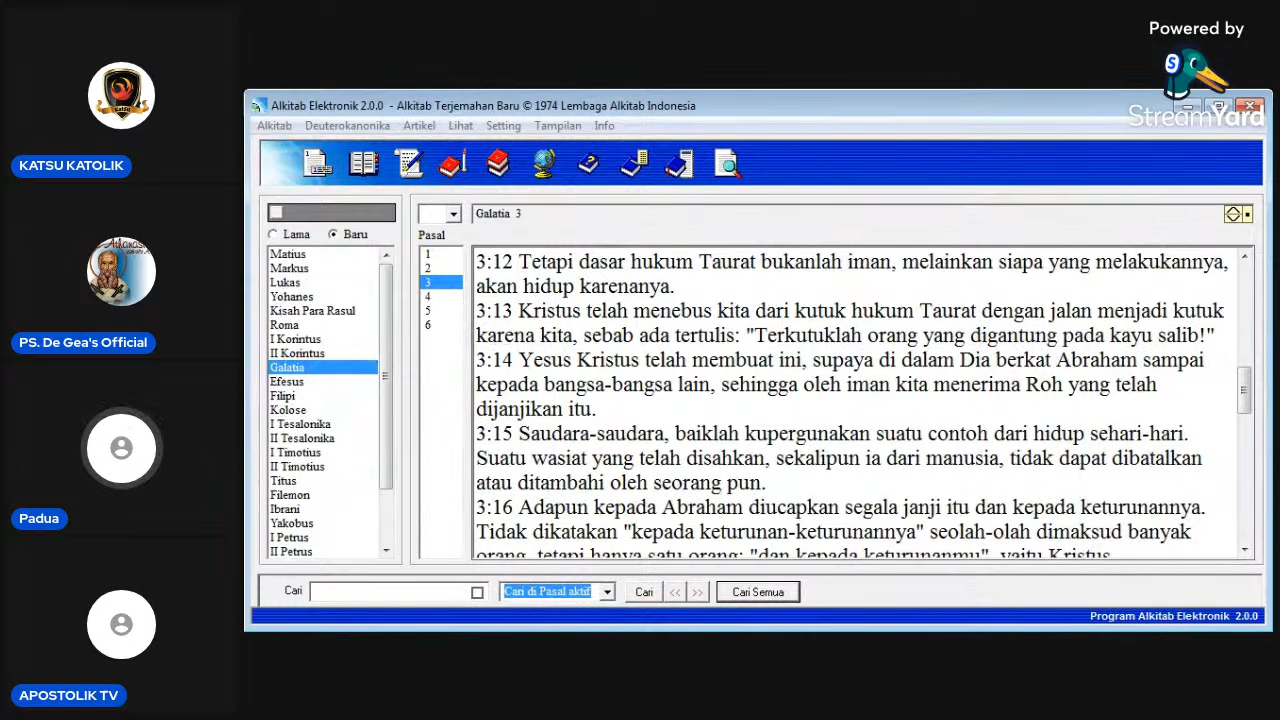 Powered by
StreamYard
KATSU KATOLIK
PS. De Gea's Official
Padua
APOSTOLIK TV
Alkitab Elektronik 2.0.0 - Alkitab Terjemahan Baru © 1974 Lembaga Alkitab Indonesia
Alkitab Deuterokanonika Artikel Lihat Setting Tampilan Info
Lama Baru
Matius
Markus
Lukas
Yohanes
Kisah Para Rasul
Roma
I Korintus
II Korintus
Galatia
Efesus
Filipi
Kolose
I Tesalonika
II Tesalonika
I Timotius
II Timotius
Titus
Filemon
Ibrani
Yakobus
I Petrus
II Petrus
Pasal
1
2
3
4
5
6
Galatia 3
3:12 Tetapi dasar hukum Taurat bukanlah iman, melainkan siapa yang melakukannya,
akan hidup karenanya.
3:13 Kristus telah menebus kita dari kutuk hukum Taurat dengan jalan menjadi kutuk
karena kita, sebab ada tertulis: "Terkutuklah orang yang digantung pada kayu salib!"
3:14 Yesus Kristus telah membuat ini, supaya di dalam Dia berkat Abraham sampai
kepada bangsa-bangsa lain, sehingga oleh iman kita menerima Roh yang telah
dijanjikan itu.
3:15 Saudara-saudara, baiklah kupergunakan suatu contoh dari hidup sehari-hari.
Suatu wasiat yang telah disahkan, sekalipun ia dari manusia, tidak dapat dibatalkan
atau ditambahi oleh seorang pun.
3:16 Adapun kepada Abraham diucapkan segala janji itu dan kepada keturunannya.
Tidak dikatakan "kepada keturunan-keturunannya" seolah-olah dimaksud banyak
orang, tetapi hanya satu orang: "dan kepada keturunanmu", yaitu Kristus.
Cari Cari di Pasal aktif Cari << >> Cari Semua
Program Alkitab Elektronik 2.0.0